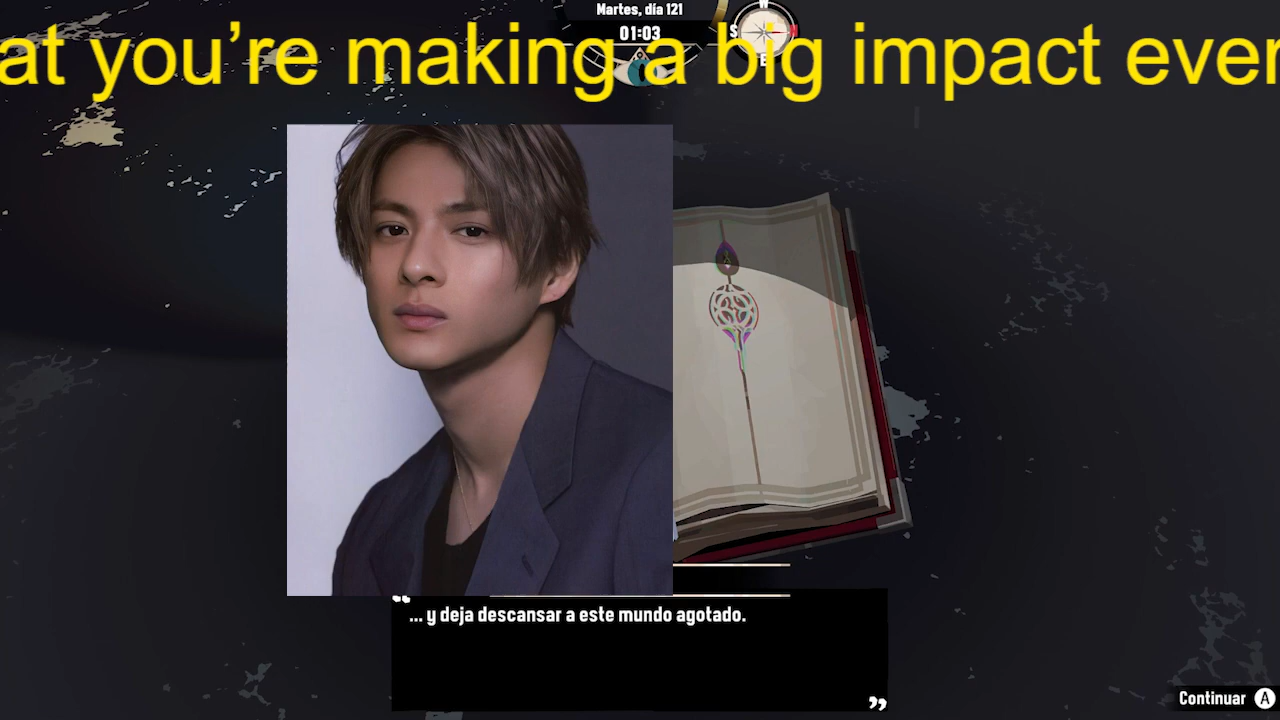 Martes, día 121
01:03
W
S
N
E
at you're making a big impact ever
“
... y deja descansar a este mundo agotado.
”
Continuar A